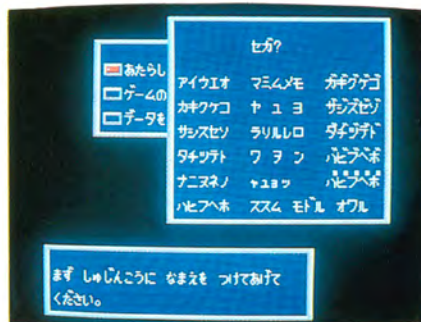 セガ?
あたらし
ゲームの
データを
アイウエオ マミムメモ ガギグゲゴ
カキクケコ ヤ ユ ヨ ザジズゼゾ
サシスセソ ラリルレロ ダヂヅデド
タチツテト ワ ヲ ン バビブベボ
ナニヌネノ ャュョッ パピプペポ
ハヒフヘホ ススム モドル オワル
まず しゅじんこうに なまえを つけてあげて
ください。